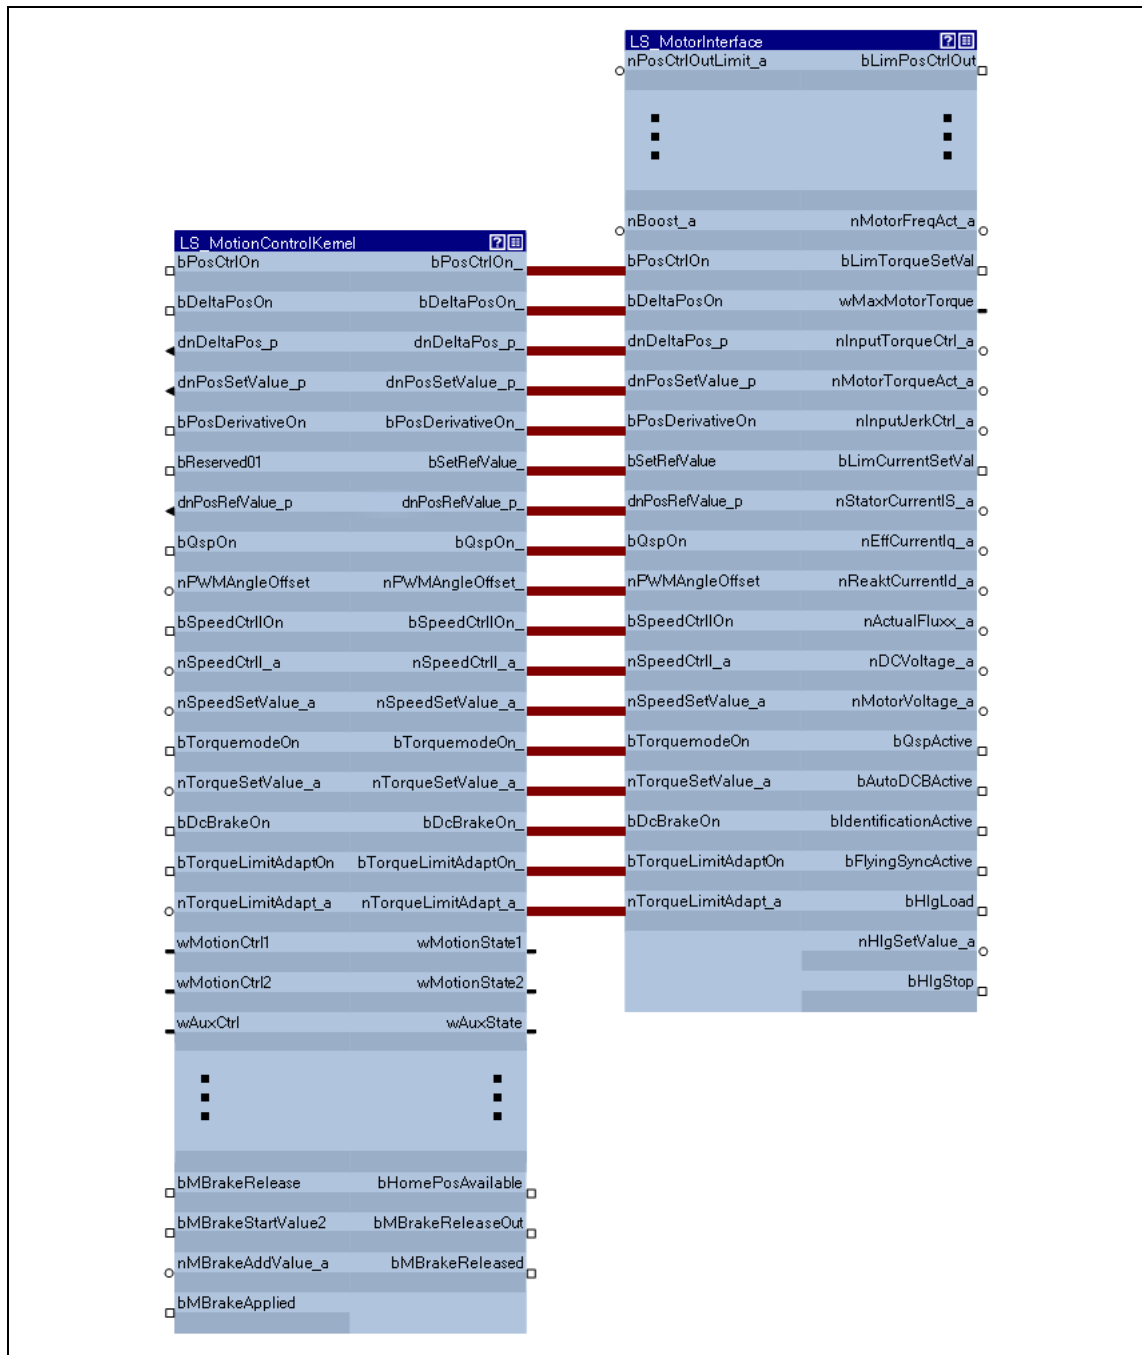 LS_MotorInterface
nPosCtrlOutLimit_a bLimPosCtrlOut
nBoost_a nMotorFreqAct_a
bPosCtrlOn bLimTorqueSetVal
bDeltaPosOn wMaxMotorTorque
dnDeltaPos_p nInputTorqueCtrl_a
dnPosSetValue_p nMotorTorqueAct_a
bPosDerivativeOn nInputJerkCtrl_a
bSetRefValue bLimCurrentSetVal
dnPosRefValue_p nStatorCurrentIS_a
bQspOn nEffCurrentIq_a
nPWMAngleOffset nReaktCurrentId_a
bSpeedCtrlIOn nActualFluxx_a
nSpeedCtrlI_a nDCVoltage_a
nSpeedSetValue_a nMotorVoltage_a
bTorquemodeOn bQspActive
nTorqueSetValue_a bAutoDCBActive
bDcBrakeOn bIdentificationActive
bTorqueLimitAdaptOn bFlyingSyncActive
nTorqueLimitAdapt_a bHlgLoad
nHlgSetValue_a
bHlgStop
LS_MotionControlKernel
bPosCtrlOn bPosCtrlOn_
bDeltaPosOn bDeltaPosOn_
dnDeltaPos_p dnDeltaPos_p_
dnPosSetValue_p dnPosSetValue_p_
bPosDerivativeOn bPosDerivativeOn_
bReserved01 bSetRefValue_
dnPosRefValue_p dnPosRefValue_p_
bQspOn bQspOn_
nPWMAngleOffset nPWMAngleOffset_
bSpeedCtrlIOn bSpeedCtrlIOn_
nSpeedCtrlI_a nSpeedCtrlI_a_
nSpeedSetValue_a nSpeedSetValue_a_
bTorquemodeOn bTorquemodeOn_
nTorqueSetValue_a nTorqueSetValue_a_
bDcBrakeOn bDcBrakeOn_
bTorqueLimitAdaptOn bTorqueLimitAdaptOn_
nTorqueLimitAdapt_a nTorqueLimitAdapt_a_
wMotionCtrl1 wMotionState1
wMotionCtrl2 wMotionState2
wAuxCtrl wAuxState
bMBrakeRelease bHomePosAvailable
bMBrakeStartValue2 bMBrakeReleaseOut
nMBrakeAddValue_a bMBrakeReleased
bMBrakeApplied